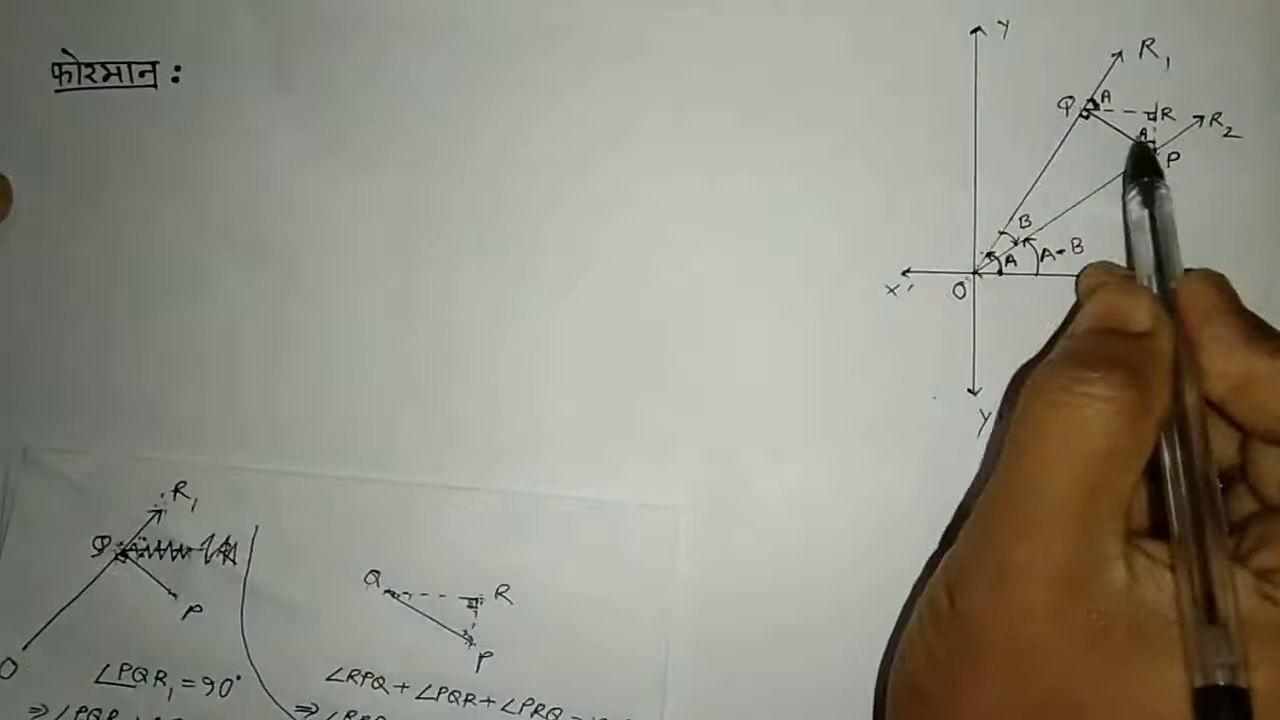 फोरमान :
Y
R₁
Q A R
A R₂
P
B
A A-B
X' O
Y
R₁
Q
P
O
∠PQR₁ = 90°
Q R
P
∠RPQ + ∠PQR + ∠PRQ